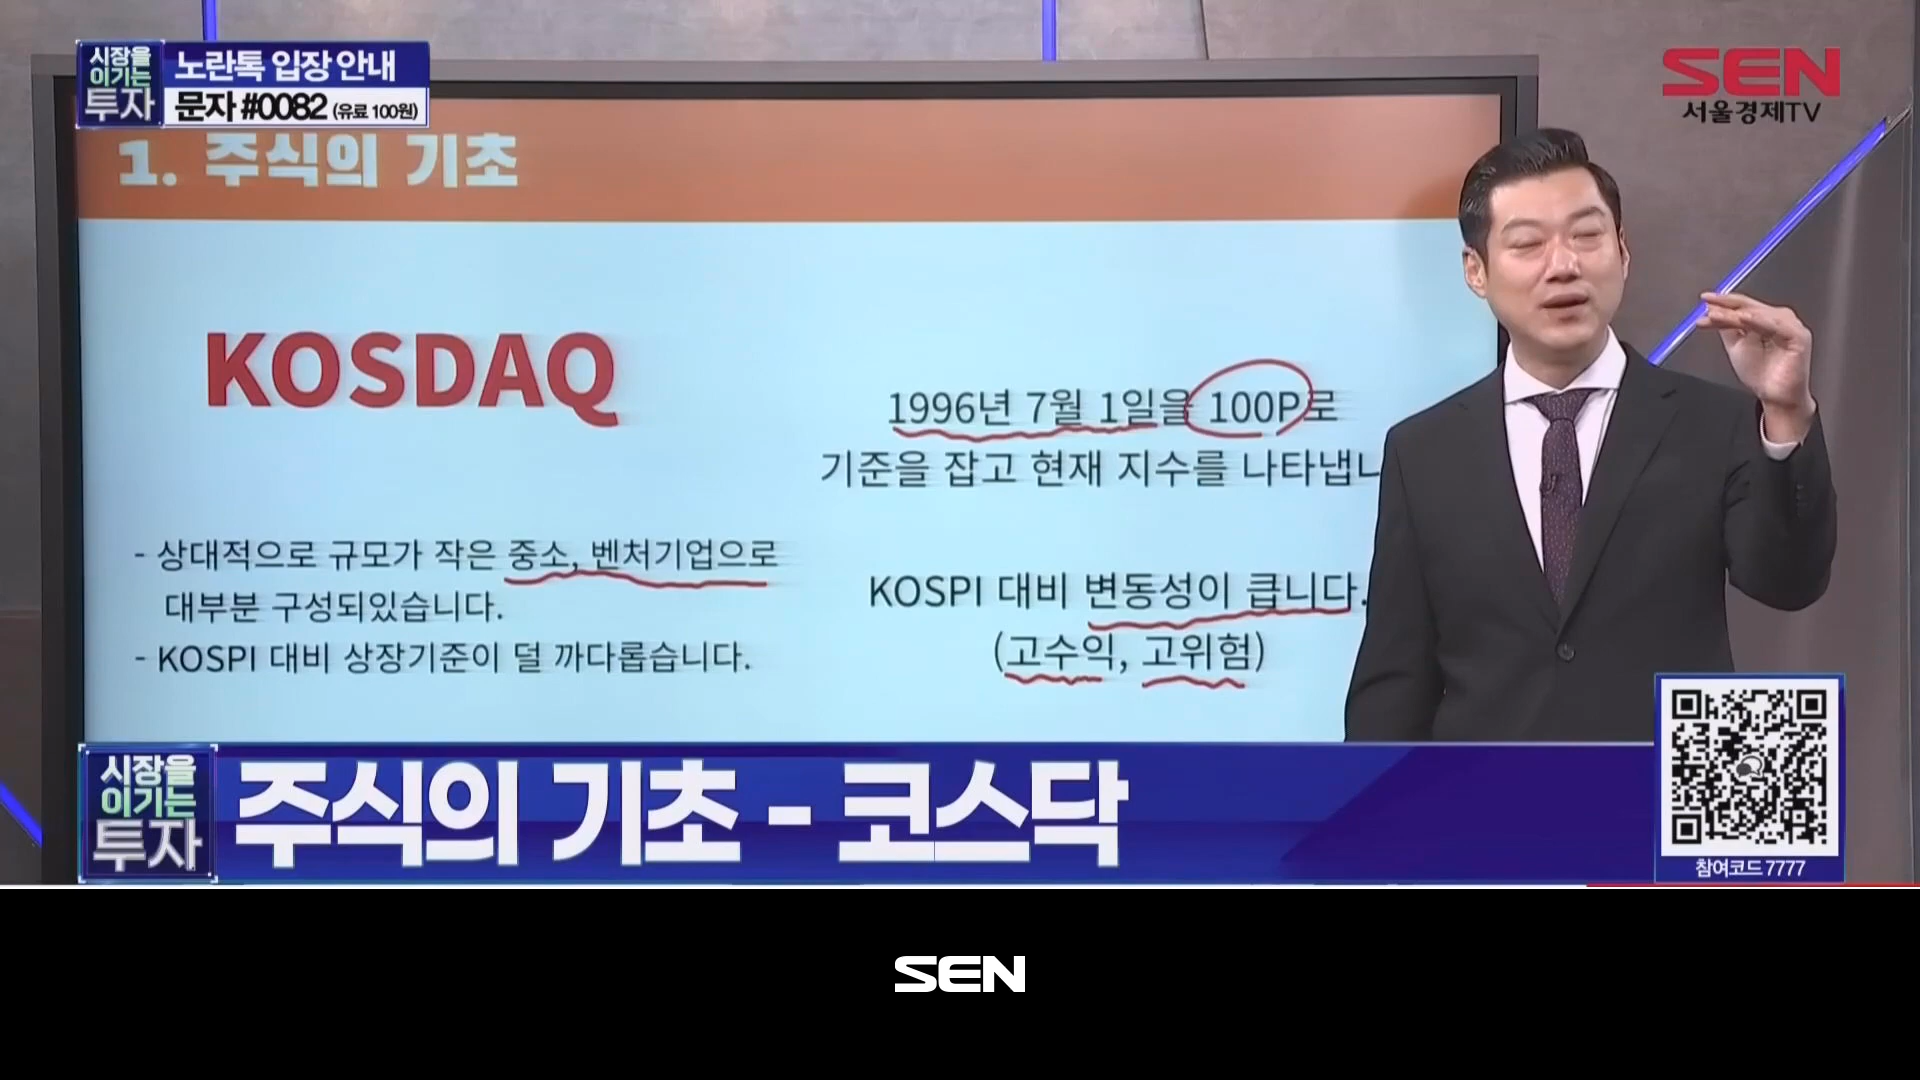 시장을
이기는
투자
노란톡 입장 안내
문자 #0082 (유료 100원)
SEN
서울경제TV
1. 주식의 기초
KOSDAQ
1996년 7월 1일을 100P로
기준을 잡고 현재 지수를 나타냅니
- 상대적으로 규모가 작은 중소, 벤처기업으로
대부분 구성되있습니다.
- KOSPI 대비 상장기준이 덜 까다롭습니다.
KOSPI 대비 변동성이 큽니다.
(고수익, 고위험)
시장을
이기는
투자
주식의 기초 - 코스닥
참여코드 7777
SEN